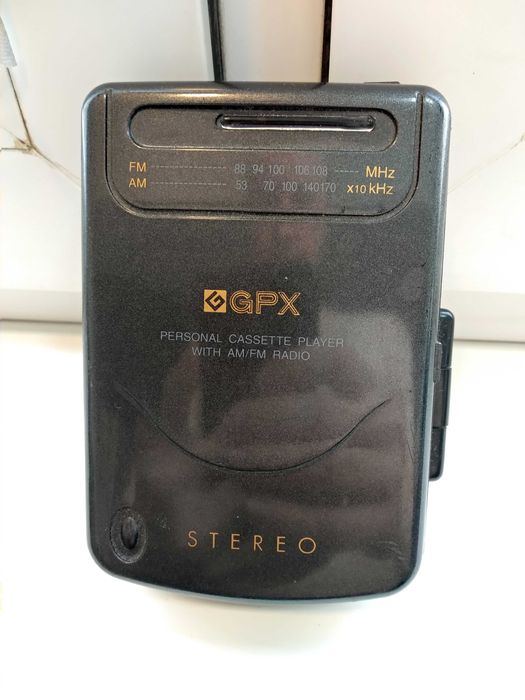 FM 88 94 100 106 108 MHz
AM 53 70 100 140 170 x10 kHz
GPX
PERSONAL CASSETTE PLAYER
WITH AM/FM RADIO
STEREO